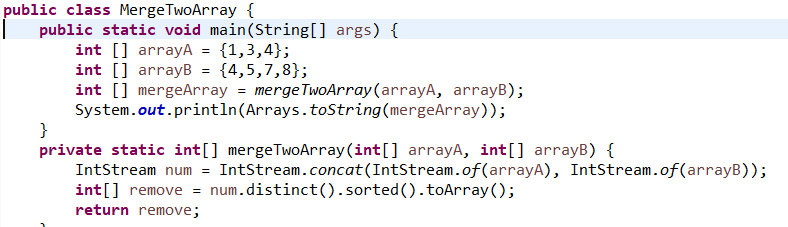 public class MergeTwoArray {
    public static void main(String[] args) {
        int [] arrayA = {1,3,4};
        int [] arrayB = {4,5,7,8};
        int [] mergeArray = mergeTwoArray(arrayA, arrayB);
        System.out.println(Arrays.toString(mergeArray));
    }
    private static int[] mergeTwoArray(int[] arrayA, int[] arrayB) {
        IntStream num = IntStream.concat(IntStream.of(arrayA), IntStream.of(arrayB));
        int[] remove = num.distinct().sorted().toArray();
        return remove;